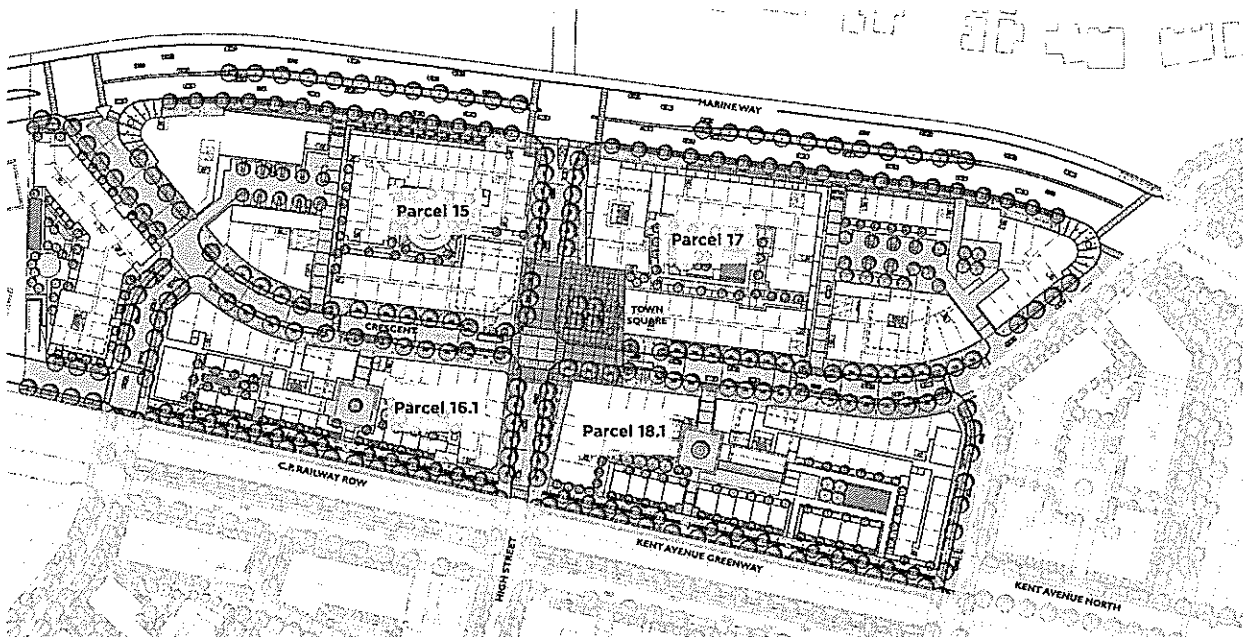 MARINE WAY
Parcel 15
Parcel 17
TOWN
SQUARE
CRESCENT
Parcel 16.1
Parcel 18.1
C.P. RAILWAY ROW
HIGH STREET
KENT AVENUE GREENWAY
KENT AVENUE NORTH